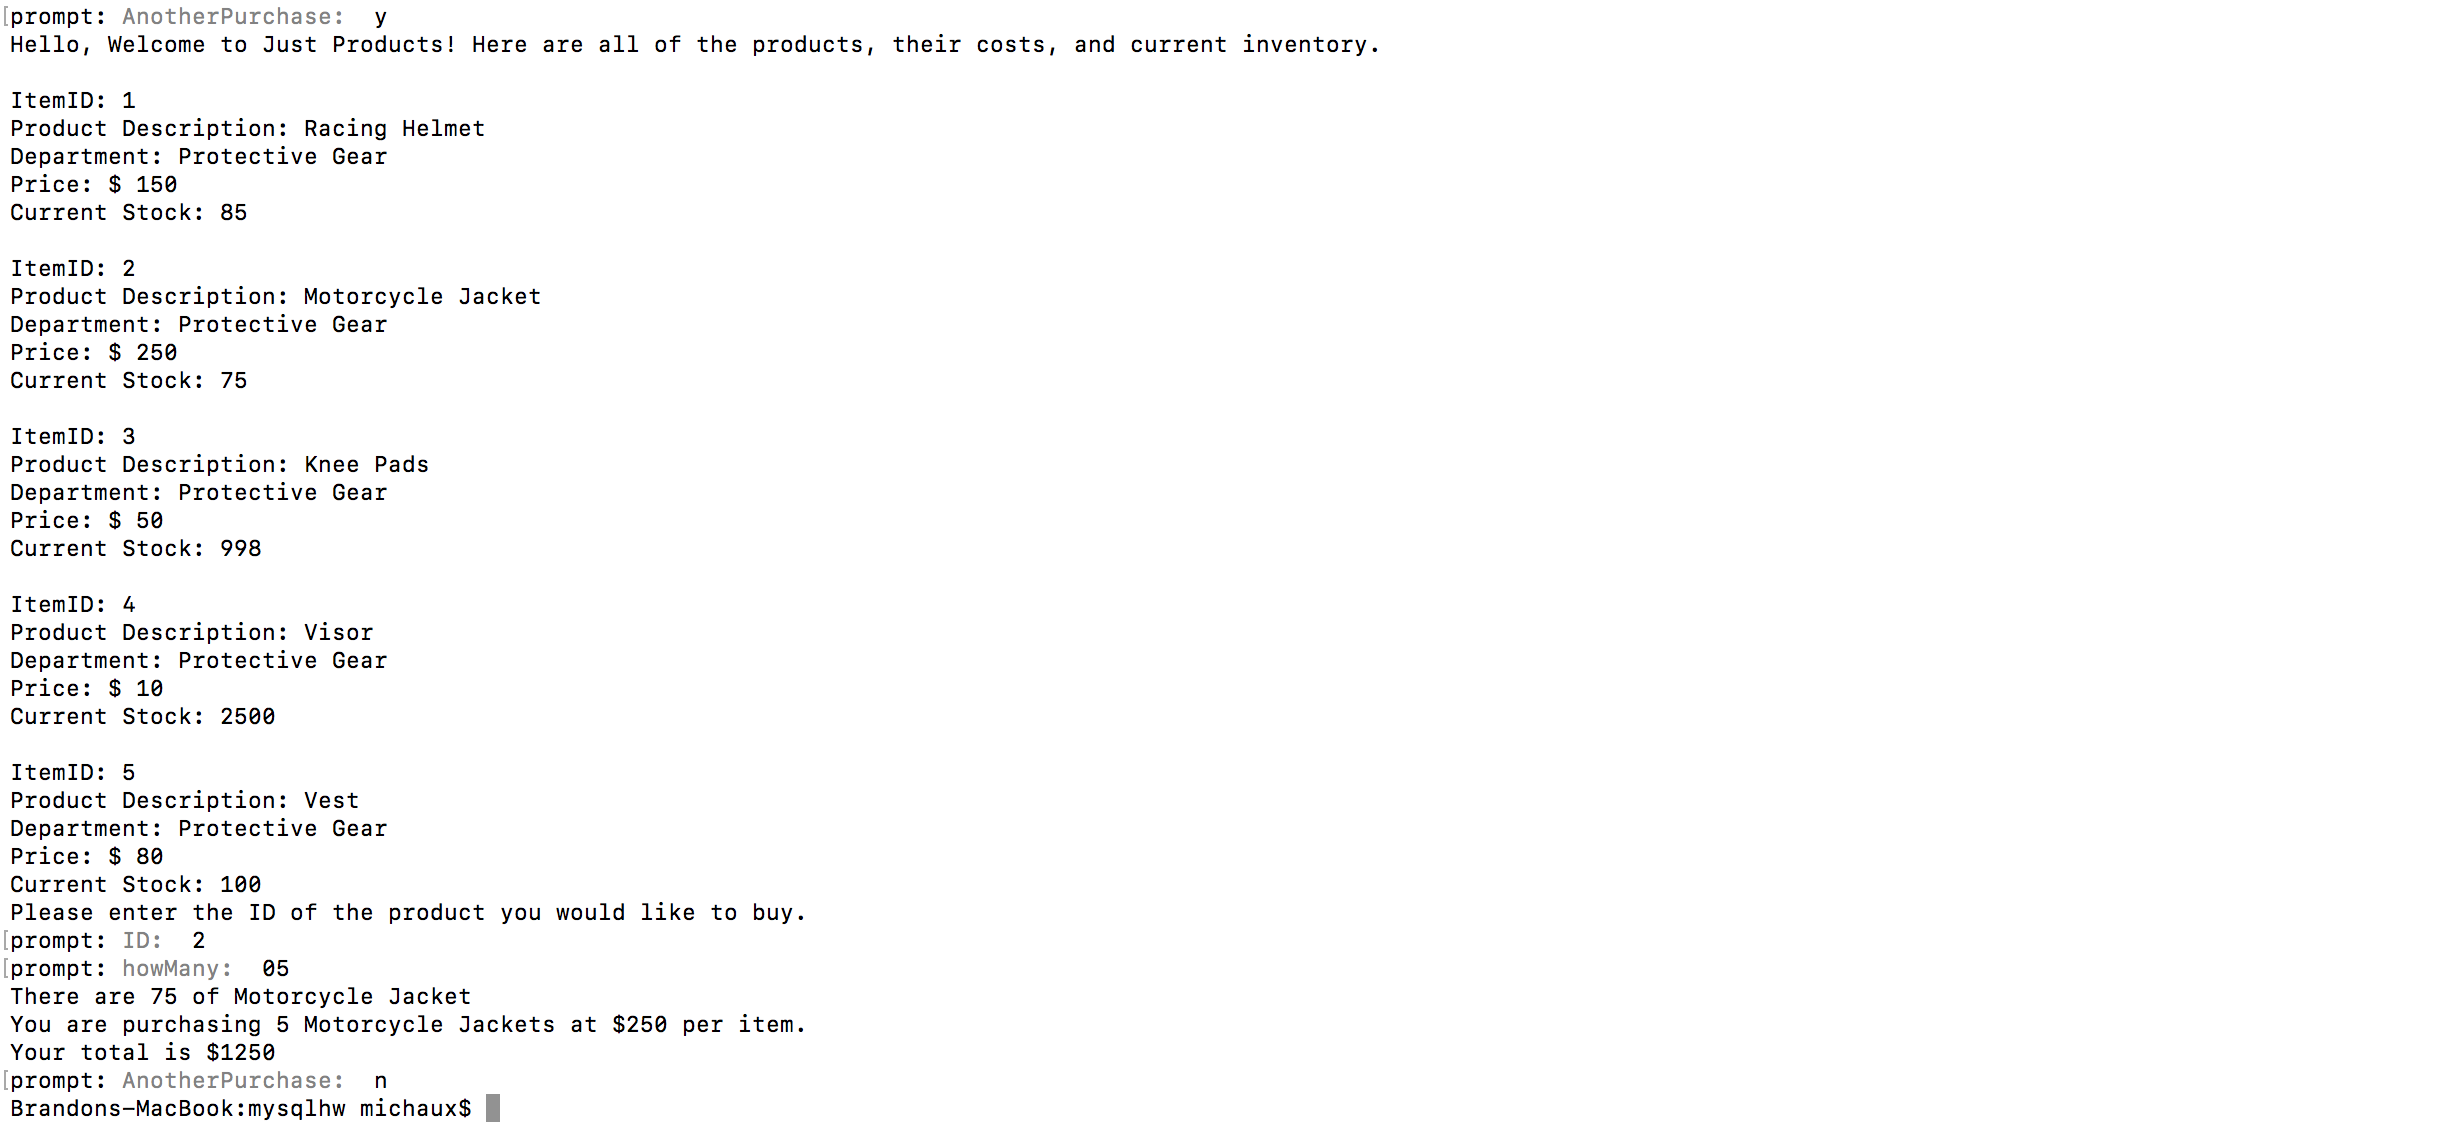 [prompt: AnotherPurchase:  y
Hello, Welcome to Just Products! Here are all of the products, their costs, and current inventory.

ItemID: 1
Product Description: Racing Helmet
Department: Protective Gear
Price: $ 150
Current Stock: 85

ItemID: 2
Product Description: Motorcycle Jacket
Department: Protective Gear
Price: $ 250
Current Stock: 75

ItemID: 3
Product Description: Knee Pads
Department: Protective Gear
Price: $ 50
Current Stock: 998

ItemID: 4
Product Description: Visor
Department: Protective Gear
Price: $ 10
Current Stock: 2500

ItemID: 5
Product Description: Vest
Department: Protective Gear
Price: $ 80
Current Stock: 100
Please enter the ID of the product you would like to buy.
[prompt: ID:  2
[prompt: howMany:  05
There are 75 of Motorcycle Jacket
You are purchasing 5 Motorcycle Jackets at $250 per item.
Your total is $1250
[prompt: AnotherPurchase:  n
Brandons-MacBook:mysqlhw michaux$